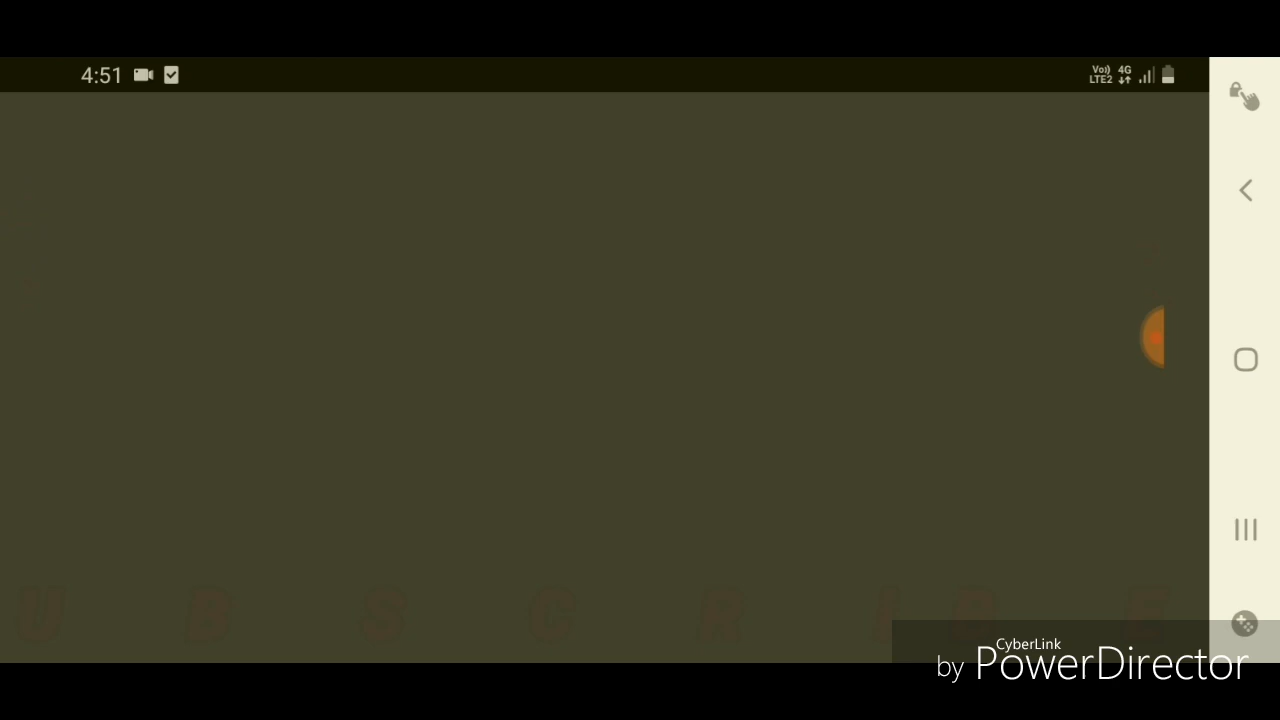 4:51
Vo)) 4G
LTE2
U B S C R I B E
CyberLink
by PowerDirector